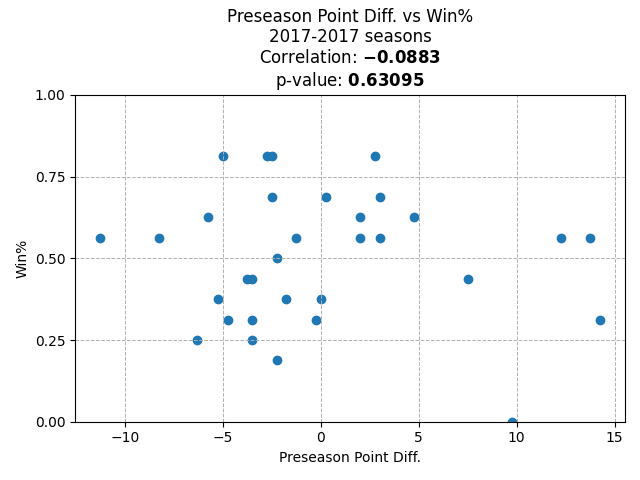 Preseason Point Diff. vs Win%
2017-2017 seasons
Correlation: −0.0883
p-value: 0.63095
1.00
0.75
0.50
0.25
0.00
Win%
−10 −5 0 5 10 15
Preseason Point Diff.